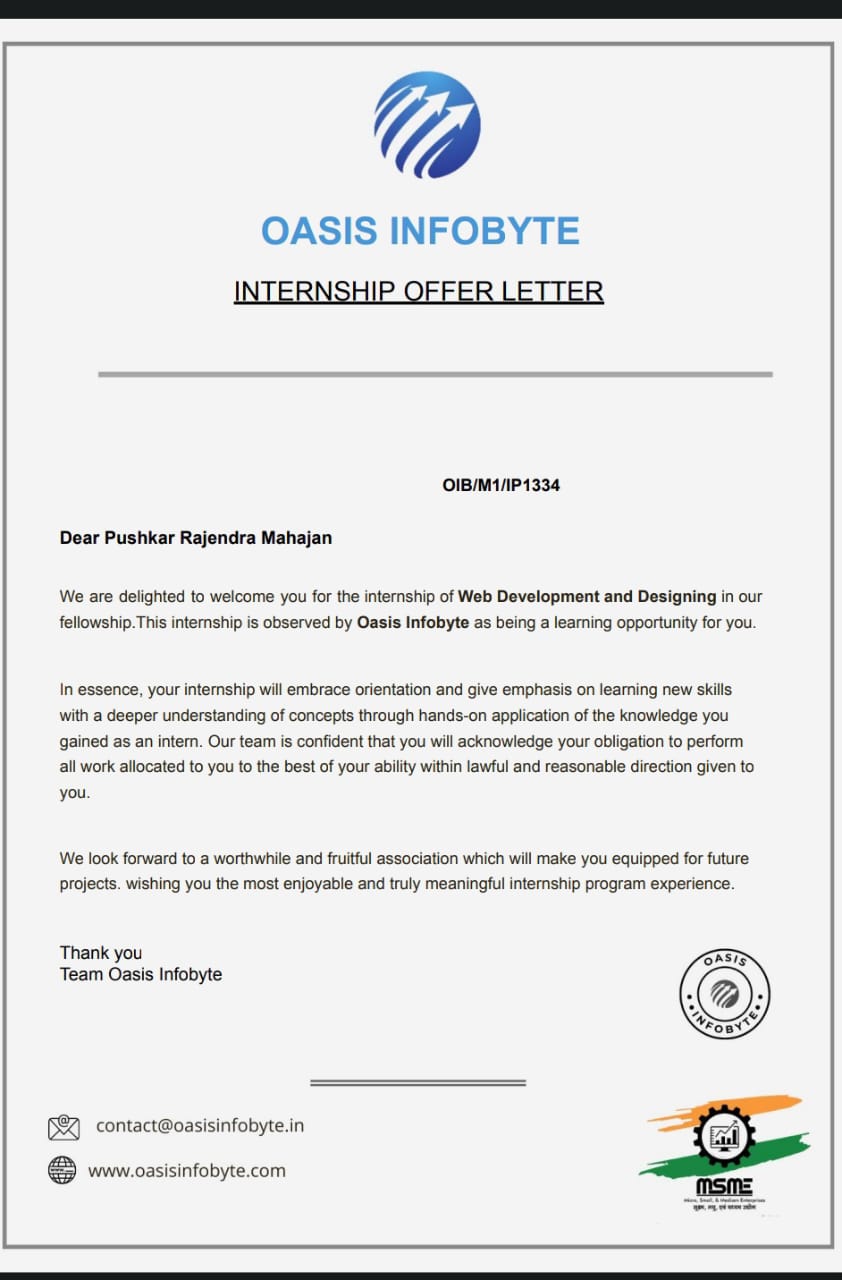 OASIS INFOBYTE
INTERNSHIP OFFER LETTER
OIB/M1/IP1334
Dear Pushkar Rajendra Mahajan
We are delighted to welcome you for the internship of Web Development and Designing in our
fellowship.This internship is observed by Oasis Infobyte as being a learning opportunity for you.
In essence, your internship will embrace orientation and give emphasis on learning new skills
with a deeper understanding of concepts through hands-on application of the knowledge you
gained as an intern. Our team is confident that you will acknowledge your obligation to perform
all work allocated to you to the best of your ability within lawful and reasonable direction given to
you.
We look forward to a worthwhile and fruitful association which will make you equipped for future
projects. wishing you the most enjoyable and truly meaningful internship program experience.
Thank you
Team Oasis Infobyte
OASIS
INFOBYTE
contact@oasisinfobyte.in
www.oasisinfobyte.com
MSME
Micro, Small, & Medium Enterprises
सूक्ष्म, लघु, एवं मध्यम उद्योग